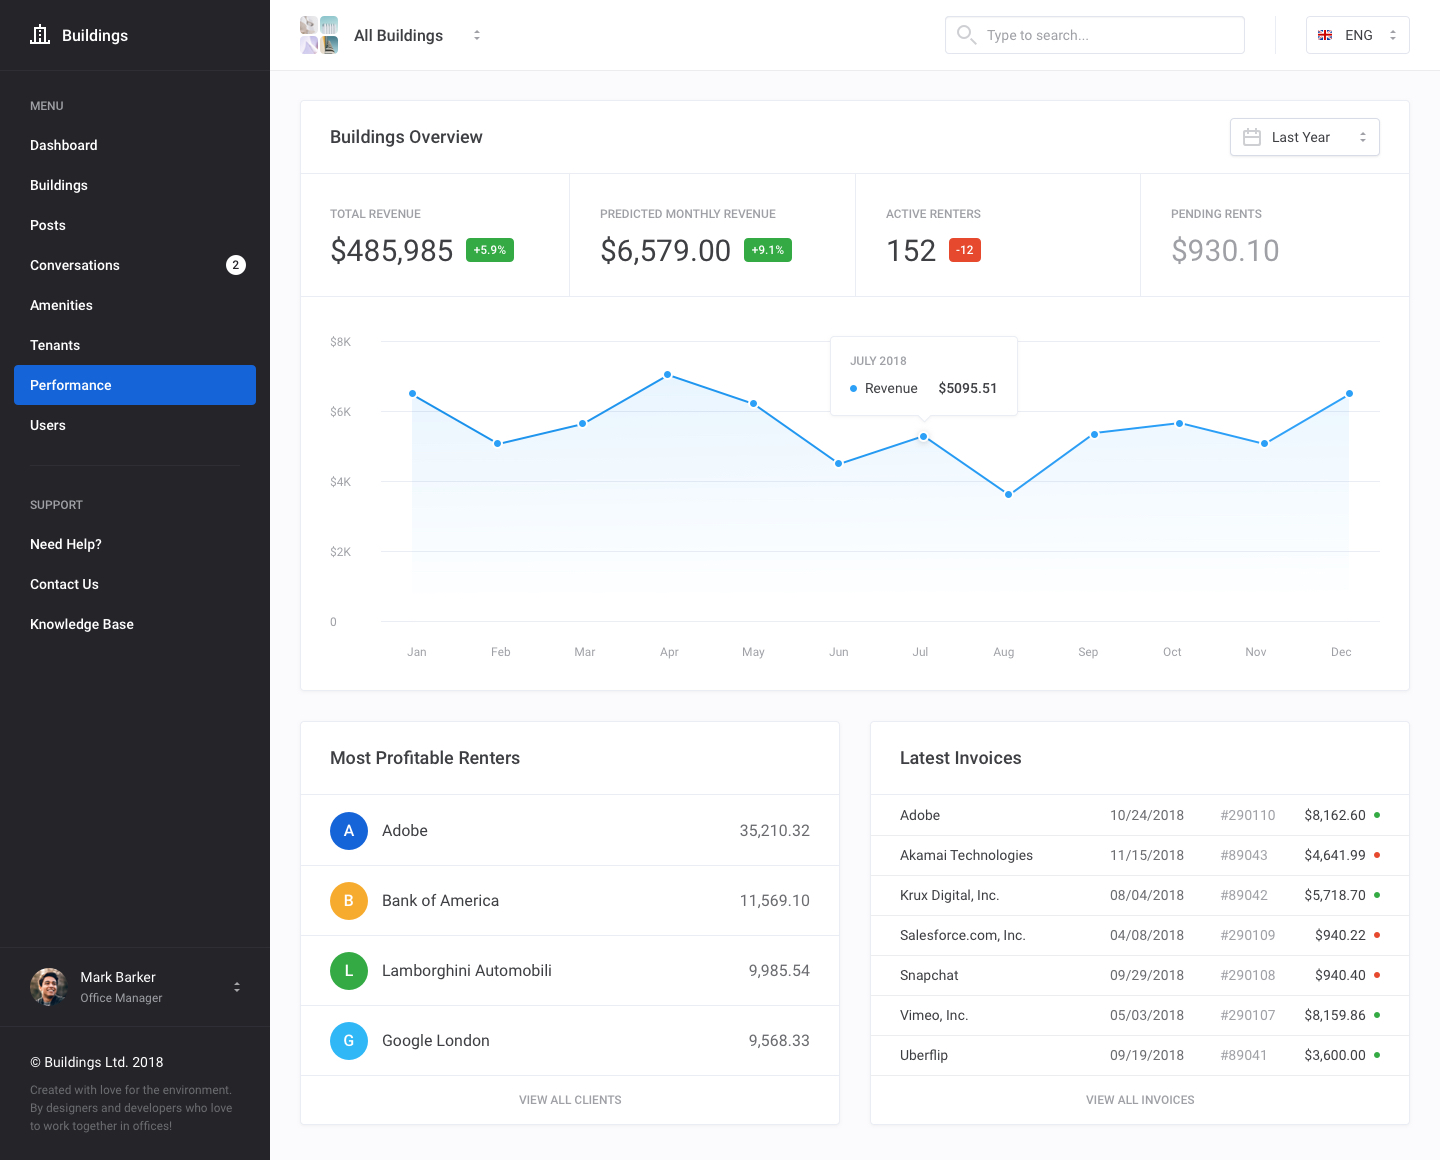 Buildings
MENU
Dashboard
Buildings
Posts
Conversations 2
Amenities
Tenants
Performance
Users
SUPPORT
Need Help?
Contact Us
Knowledge Base
Mark Barker
Office Manager
© Buildings Ltd. 2018
Created with love for the environment.
By designers and developers who love
to work together in offices!
All Buildings
Type to search...
ENG
Buildings Overview
Last Year
TOTAL REVENUE
$485,985 +5.9%
PREDICTED MONTHLY REVENUE
$6,579.00 +9.1%
ACTIVE RENTERS
152 -12
PENDING RENTS
$930.10
$8K
$6K
$4K
$2K
0
JULY 2018
Revenue $5095.51
Jan Feb Mar Apr May Jun Jul Aug Sep Oct Nov Dec
Most Profitable Renters
A Adobe 35,210.32
B Bank of America 11,569.10
L Lamborghini Automobili 9,985.54
G Google London 9,568.33
VIEW ALL CLIENTS
Latest Invoices
Adobe 10/24/2018 #290110 $8,162.60
Akamai Technologies 11/15/2018 #89043 $4,641.99
Krux Digital, Inc. 08/04/2018 #89042 $5,718.70
Salesforce.com, Inc. 04/08/2018 #290109 $940.22
Snapchat 09/29/2018 #290108 $940.40
Vimeo, Inc. 05/03/2018 #290107 $8,159.86
Uberflip 09/19/2018 #89041 $3,600.00
VIEW ALL INVOICES